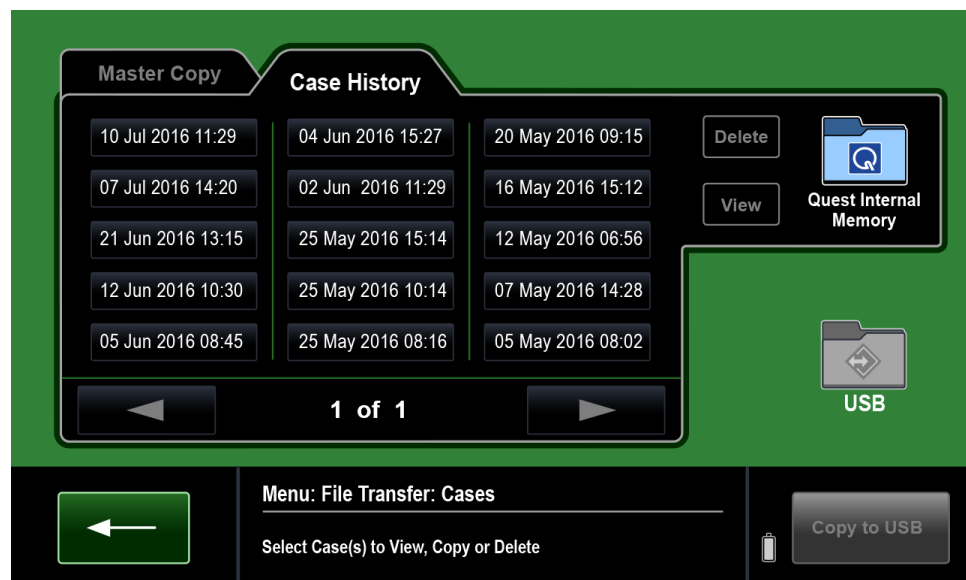 Master Copy
Case History
10 Jul 2016 11:29
04 Jun 2016 15:27
20 May 2016 09:15
07 Jul 2016 14:20
02 Jun 2016 11:29
16 May 2016 15:12
21 Jun 2016 13:15
25 May 2016 15:14
12 May 2016 06:56
12 Jun 2016 10:30
25 May 2016 10:14
07 May 2016 14:28
05 Jun 2016 08:45
25 May 2016 08:16
05 May 2016 08:02
1 of 1
Delete
View
Q
Quest Internal
Memory
USB
Menu: File Transfer: Cases
Select Case(s) to View, Copy or Delete
Copy to USB